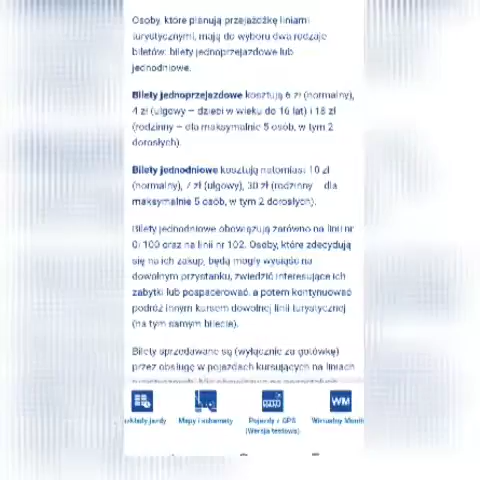 Osoby, które planują przejażdżkę liniami
turystycznymi, mają do wyboru dwa rodzaje
biletów: bilety jednoprzejazdowe lub
jednodniowe.
Bilety jednoprzejazdowe kosztują 6 zł (normalny),
4 zł (ulgowy – dzieci w wieku do 16 lat) i 18 zł
(rodzinny – dla maksymalnie 5 osób, w tym 2
dorosłych).
Bilety jednodniowe kosztują natomiast 10 zł
(normalny), 7 zł (ulgowy), 30 zł (rodzinny – dla
maksymalnie 5 osób, w tym 2 dorosłych).
Bilety jednodniowe obowiązują zarówno na linii nr
0, 100 oraz na linii nr 102. Osoby, które zdecydują
się na ich zakup, będą mogły wysiąść na
dowolnym przystanku, zwiedzić interesujące ich
zabytki lub pospacerować, a potem kontynuować
podróż innym kursem dowolnej linii turystycznej
(na tym samym bilecie).
Bilety sprzedawane są (wyłącznie za gotówkę)
przez obsługę w pojazdach kursujących na liniach
WM
zkłady jazdy Mapy i schematy Pojazdy z GPS Wirtualny Monit
(Wersja testowa)